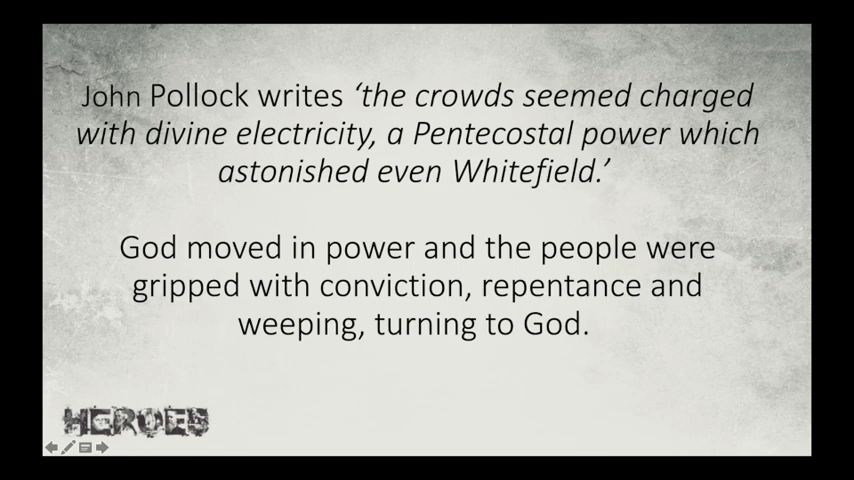 John Pollock writes ‘the crowds seemed charged
with divine electricity, a Pentecostal power which
astonished even Whitefield.’
God moved in power and the people were
gripped with conviction, repentance and
weeping, turning to God.
HEROES